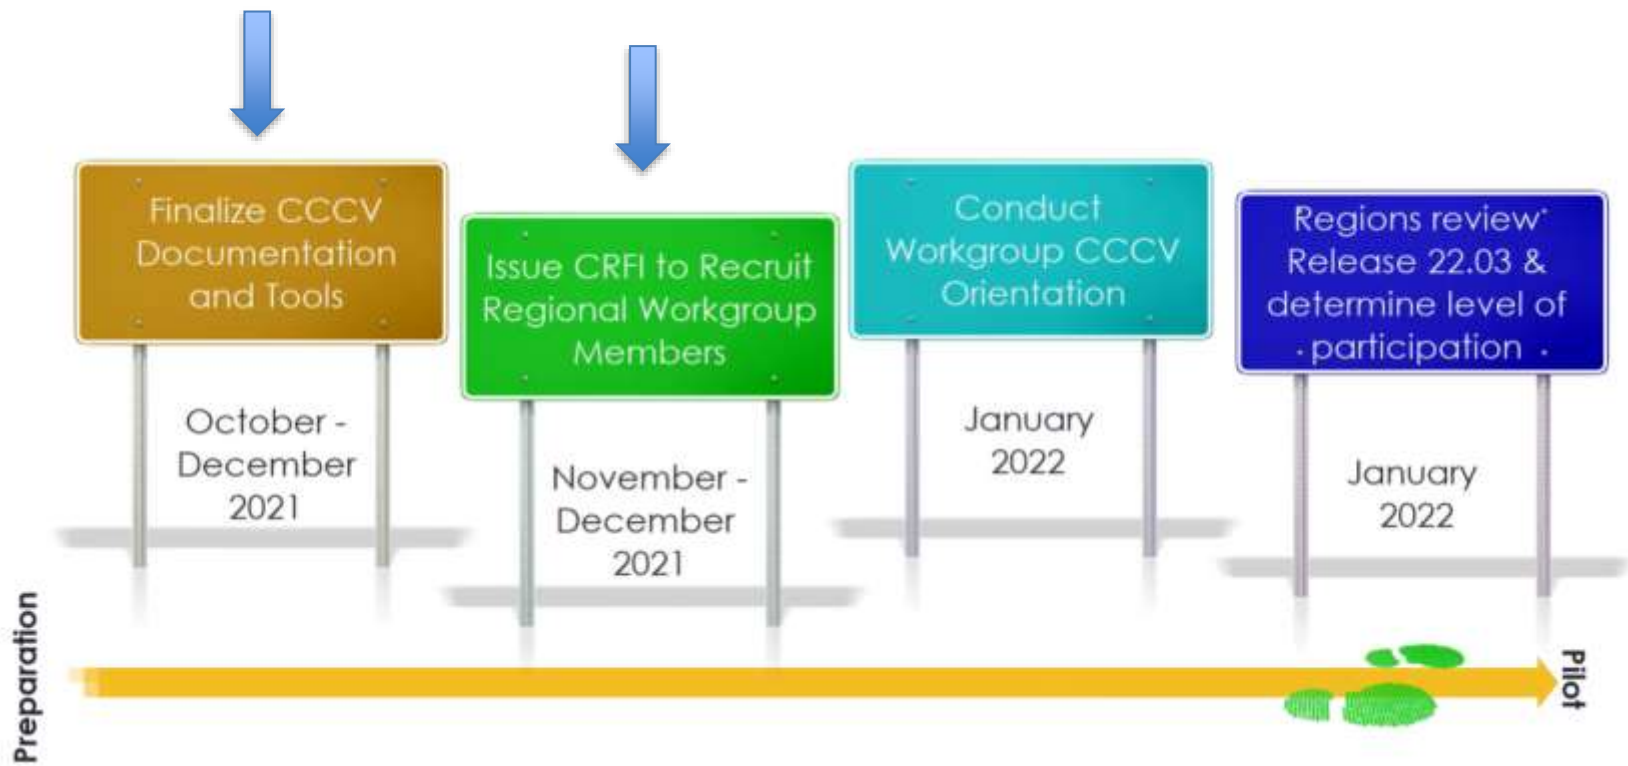 Finalize CCCV
Documentation
and Tools
October -
December
2021
Issue CRFI to Recruit
Regional Workgroup
Members
November -
December
2021
Conduct
Workgroup CCCV
Orientation
January
2022
Regions review
Release 22.03 &
determine level of
participation
January
2022
Preparation
Pilot